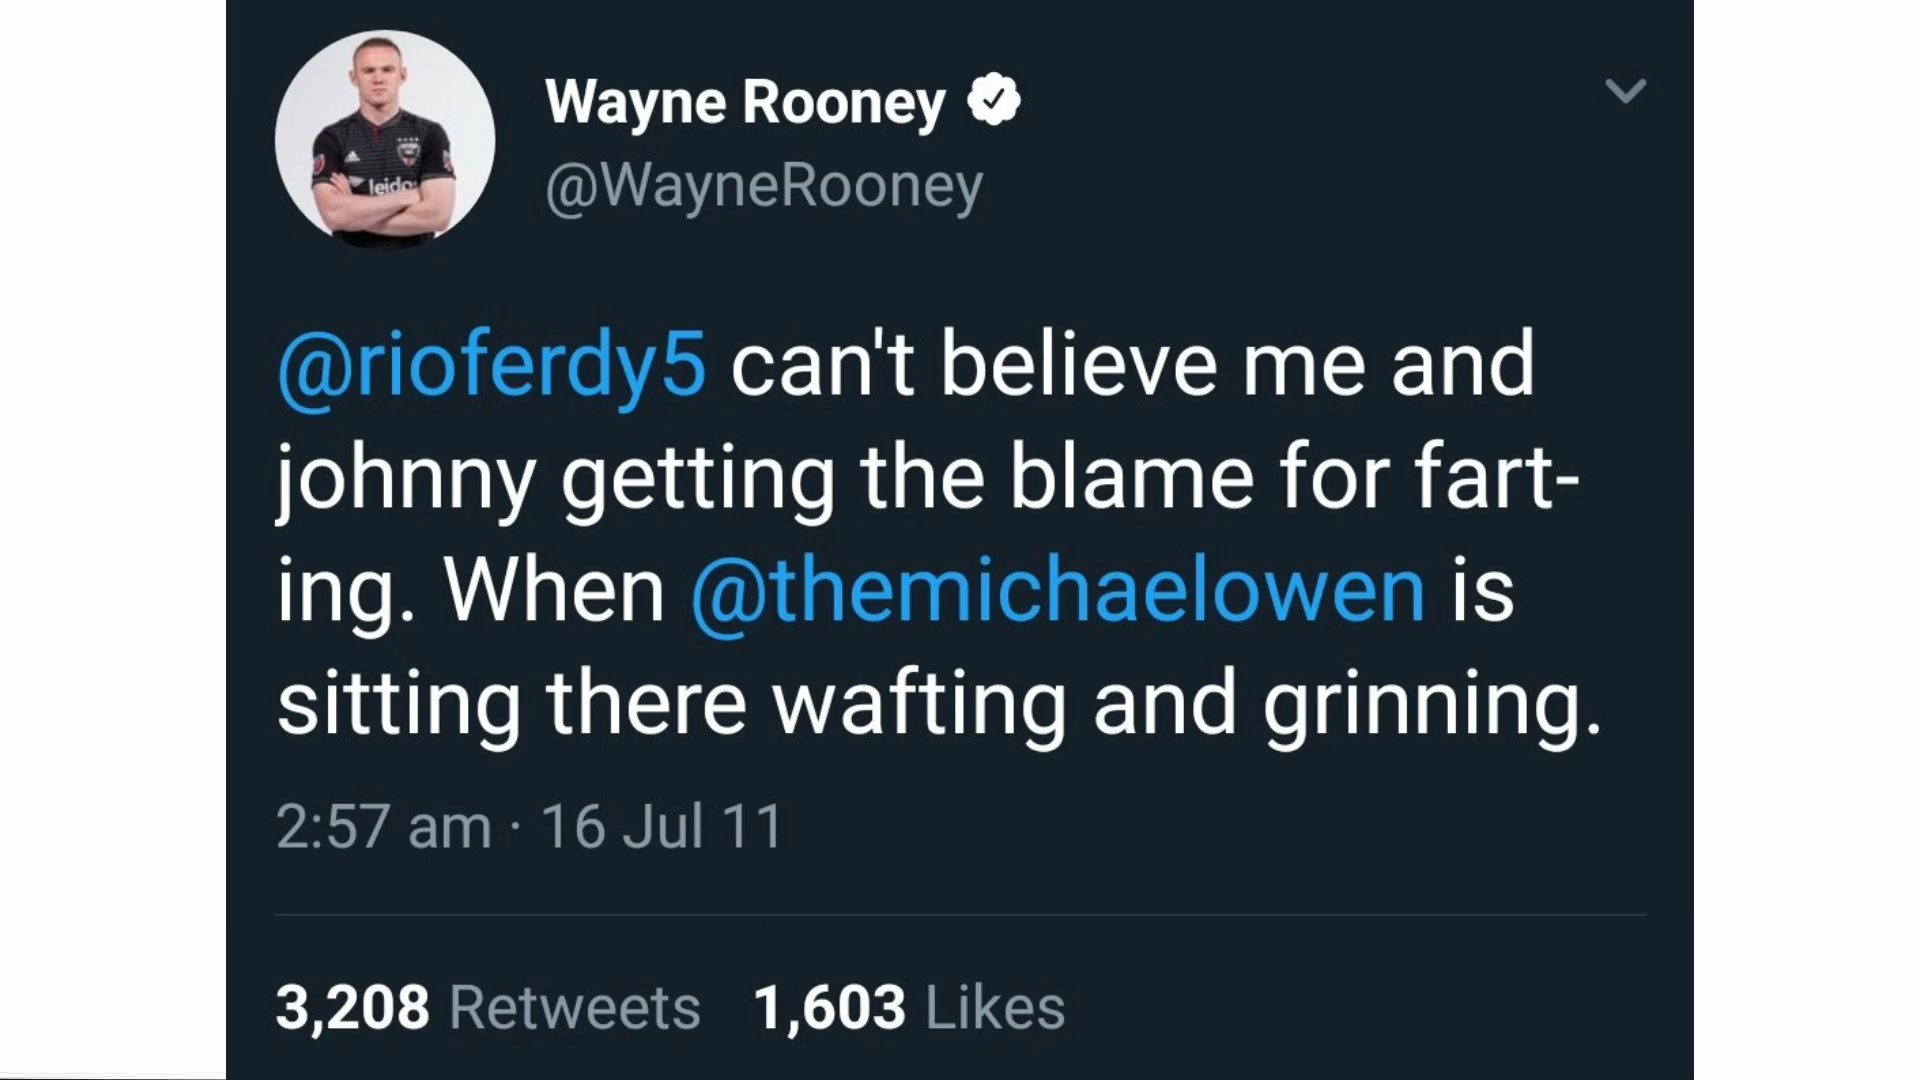 Wayne Rooney
@WayneRooney
leido
@rioferdy5 can't believe me and
johnny getting the blame for fart-
ing. When @themichaelowen is
sitting there wafting and grinning.
2:57 am · 16 Jul 11
3,208 Retweets 1,603 Likes